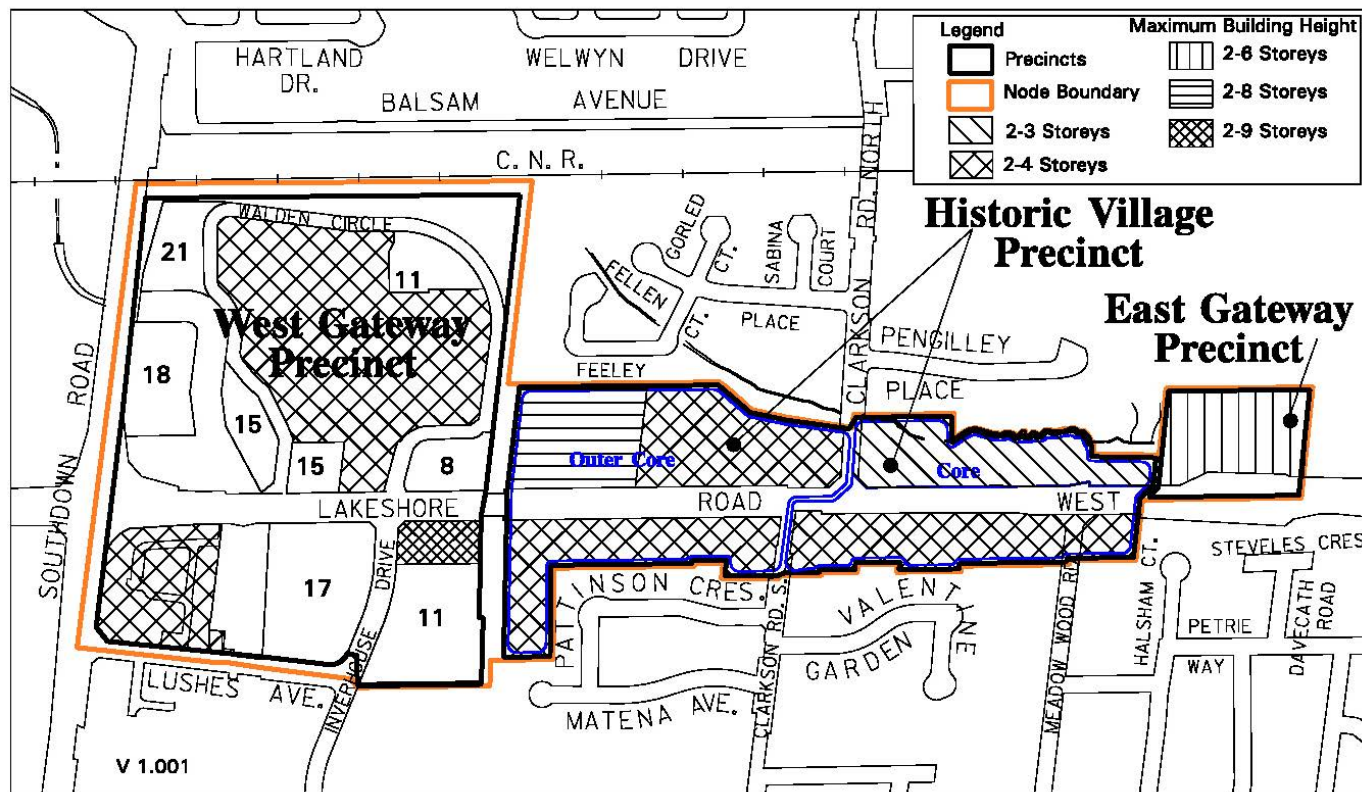 HARTLAND
DR.
WELWYN DRIVE
BALSAM AVENUE
C. N. R.
Legend
Precincts
Node Boundary
2-3 Storeys
2-4 Storeys
Maximum Building Height
2-6 Storeys
2-8 Storeys
2-9 Storeys
CLARKSON RD. NORTH
Historic Village
Precinct
East Gateway
Precinct
WALDEN CIRCLE
21
11
West Gateway
Precinct
18
15
15
8
SOUTHDOWN ROAD
GORLED
CT.
SABINA
COURT
FELLEN
CT.
PLACE
FEELEY
PENGILLEY
PLACE
Outer Core
Core
LAKESHORE ROAD WEST
17
11
INVERHOUSE DRIVE
LUSHES AVE.
PATTINSON CRES.
CLARKSON RD. S.
VALENTINE
GARDEN
MATENA AVE.
MEADOW WOOD RD.
HALSHAM CT.
STEVELES CRES
PETRIE
WAY
DAVECATH
ROAD
V 1.001